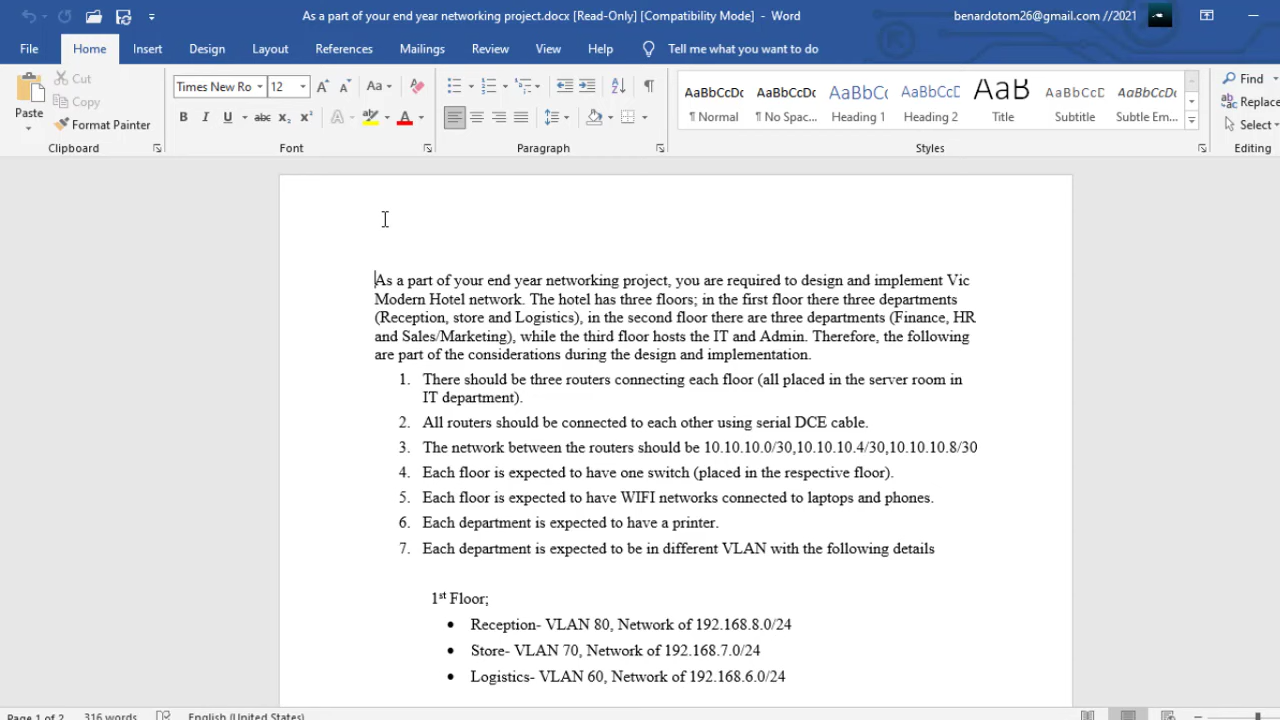 As a part of your end year networking project.docx [Read-Only] [Compatibility Mode] - Word
benardotom26@gmail.com //2021
File Home Insert Design Layout References Mailings Review View Help Tell me what you want to do
Paste
Cut
Copy
Format Painter
Clipboard
Times New Ro 12
Font
Paragraph
AaBbCcDc AaBbCcDc AaBbCc AaBbCcD AaB AaBbCcD AaBbCcDc
¶ Normal ¶ No Spac... Heading 1 Heading 2 Title Subtitle Subtle Em...
Styles
Find
Replace
Select
Editing
As a part of your end year networking project, you are required to design and implement Vic
Modern Hotel network. The hotel has three floors; in the first floor there three departments
(Reception, store and Logistics), in the second floor there are three departments (Finance, HR
and Sales/Marketing), while the third floor hosts the IT and Admin. Therefore, the following
are part of the considerations during the design and implementation.
1. There should be three routers connecting each floor (all placed in the server room in
IT department).
2. All routers should be connected to each other using serial DCE cable.
3. The network between the routers should be 10.10.10.0/30,10.10.10.4/30,10.10.10.8/30
4. Each floor is expected to have one switch (placed in the respective floor).
5. Each floor is expected to have WIFI networks connected to laptops and phones.
6. Each department is expected to have a printer.
7. Each department is expected to be in different VLAN with the following details
1st Floor;
• Reception- VLAN 80, Network of 192.168.8.0/24
• Store- VLAN 70, Network of 192.168.7.0/24
• Logistics- VLAN 60, Network of 192.168.6.0/24
Page 1 of 2 316 words English (United States)